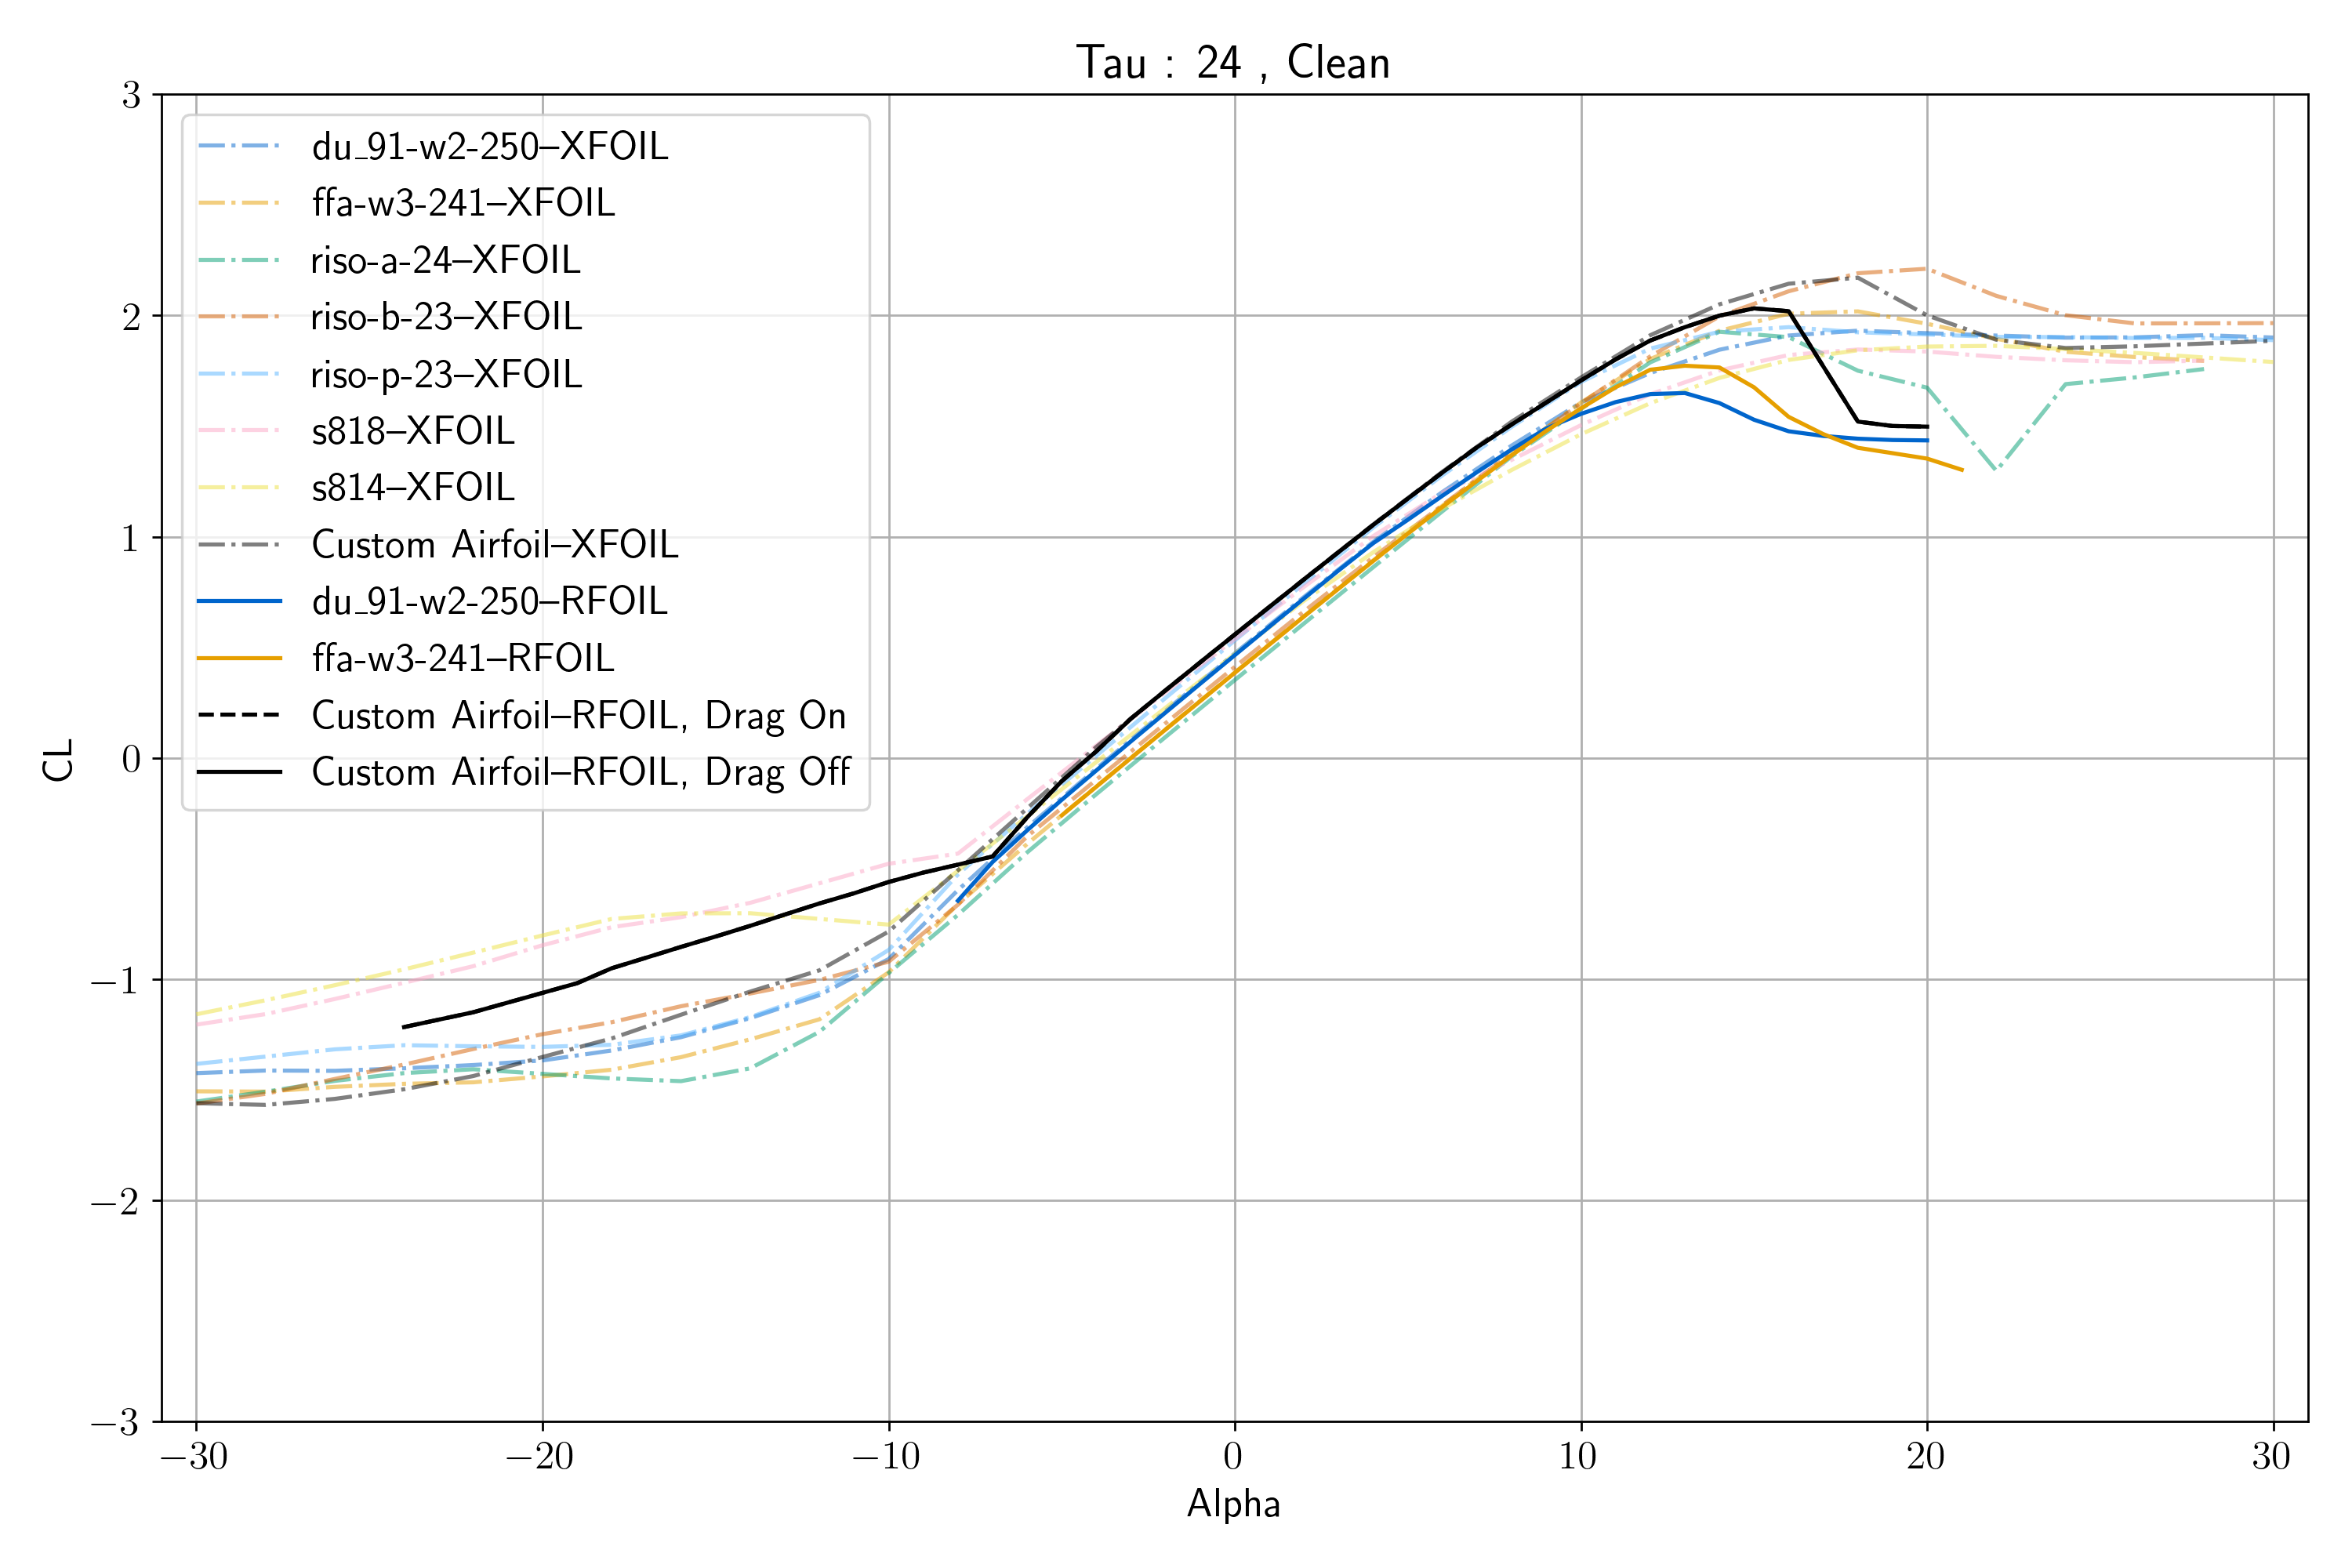 Tau : 24 , Clean
3
2
1
0
−1
−2
−3
CL
du_91-w2-250–XFOIL
ffa-w3-241–XFOIL
riso-a-24–XFOIL
riso-b-23–XFOIL
riso-p-23–XFOIL
s818–XFOIL
s814–XFOIL
Custom Airfoil–XFOIL
du_91-w2-250–RFOIL
ffa-w3-241–RFOIL
Custom Airfoil–RFOIL, Drag On
Custom Airfoil–RFOIL, Drag Off
−30 −20 −10 0 10 20 30
Alpha